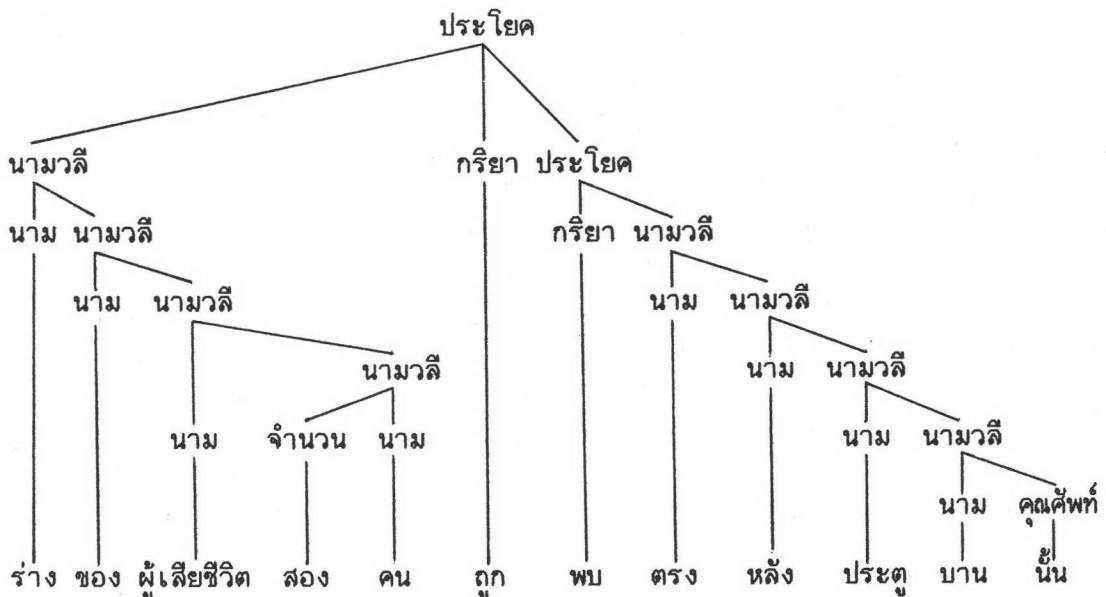 ประโยค
นามวลี กริยา ประโยค
นาม นามวลี กริยา นามวลี
นาม นามวลี นาม นามวลี
นามวลี นาม นามวลี
นาม จำนวน นาม นาม นามวลี
นาม คุณศัพท์
ร่าง ของ ผู้เสียชีวิต สอง คน ถูก พบ ตรง หลัง ประตู บาน นั้น